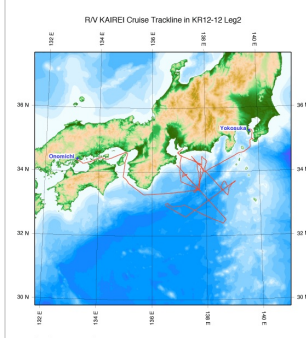 R/V KAIREI Cruise Trackline in KR12-12 Leg2
132 E 134 E 136 E 138 E 140 E
36 N 36 N
Yokosuka
Onomichi
34 N 34 N
32 N 32 N
30 N 30 N
132 E 134 E 136 E 138 E 140 E